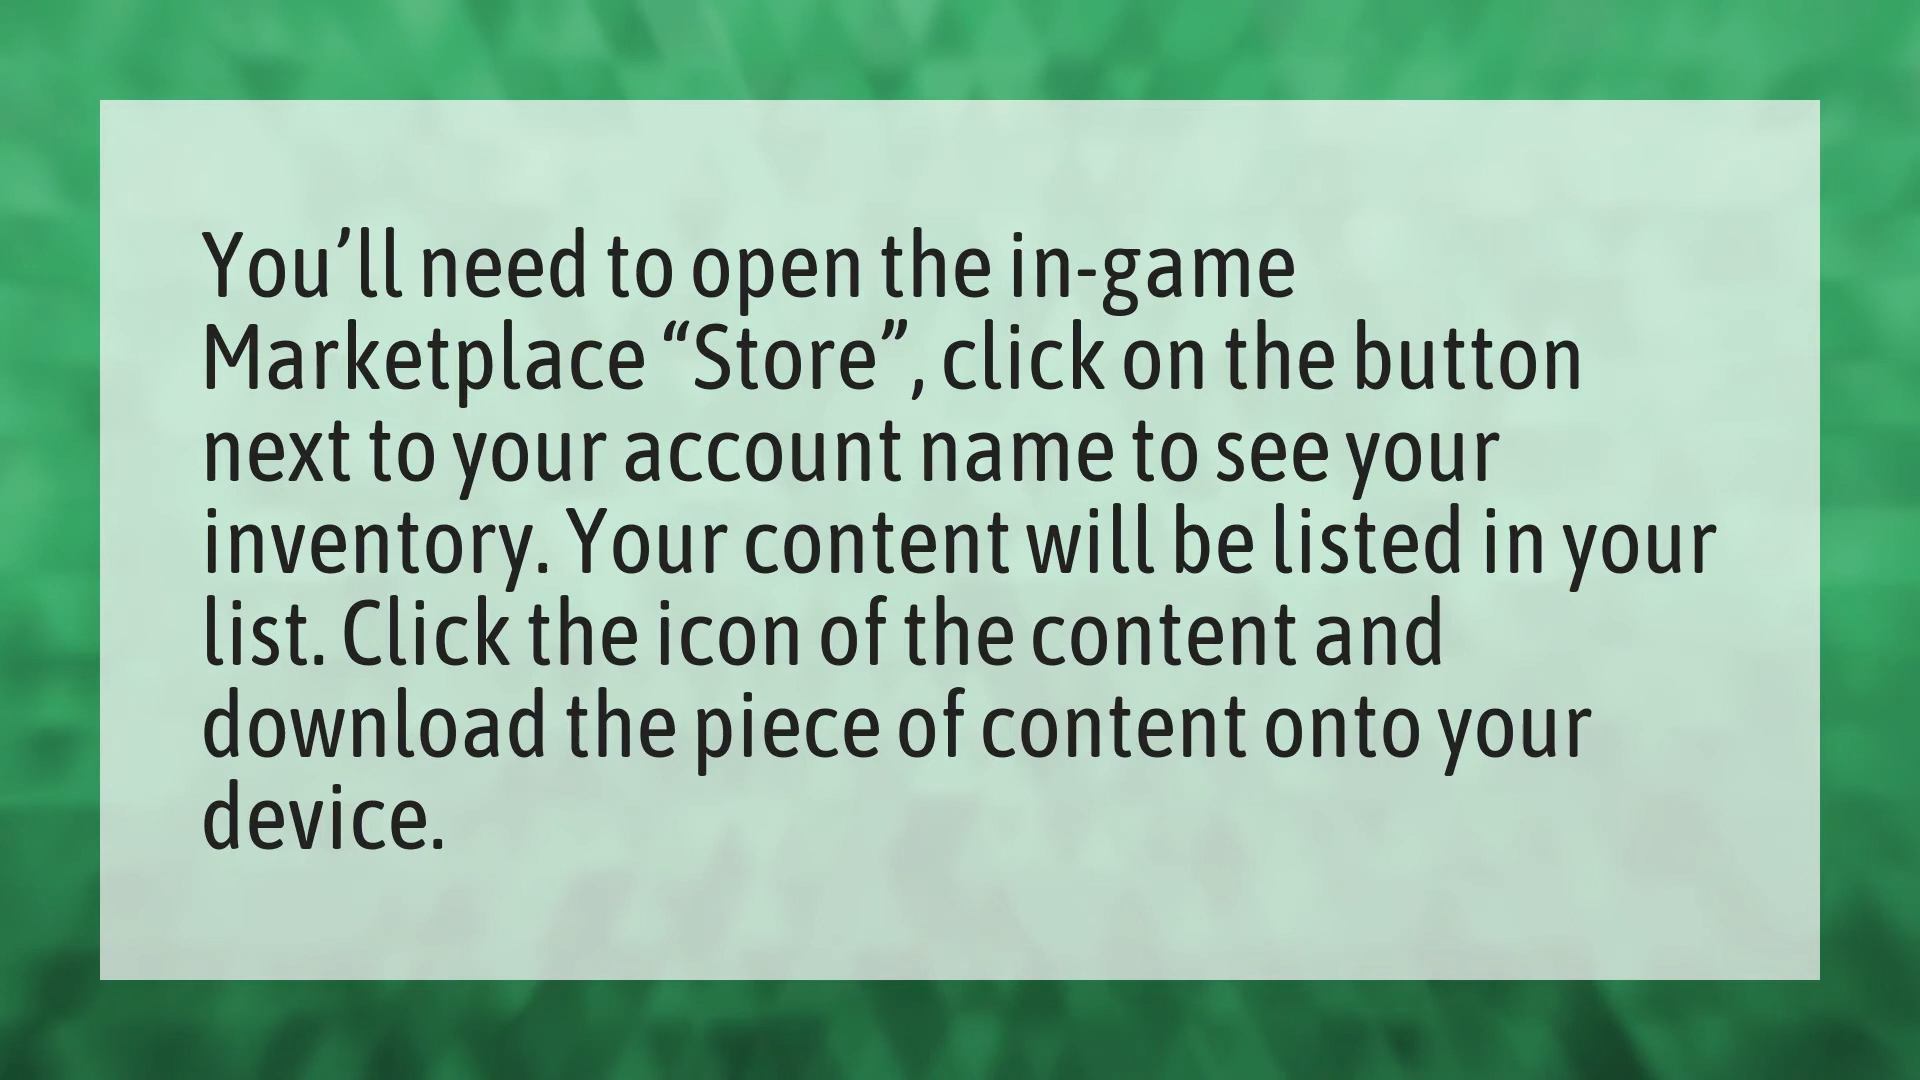 You’ll need to open the in-game
Marketplace “Store”, click on the button
next to your account name to see your
inventory. Your content will be listed in your
list. Click the icon of the content and
download the piece of content onto your
device.